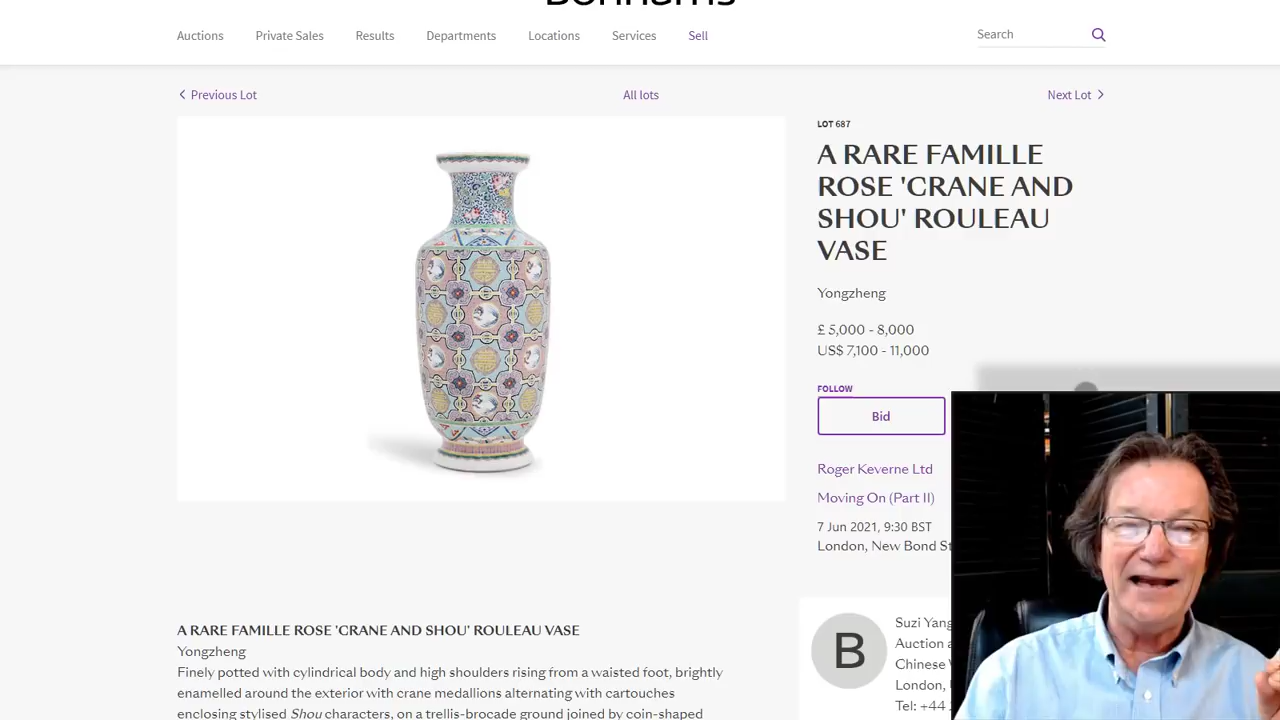 Bonhams
Auctions Private Sales Results Departments Locations Services Sell Search
Previous Lot All lots Next Lot
LOT 687
A RARE FAMILLE
ROSE 'CRANE AND
SHOU' ROULEAU
VASE
Yongzheng
£ 5,000 - 8,000
US$ 7,100 - 11,000
FOLLOW
Bid
Roger Keverne Ltd
Moving On (Part II)
7 Jun 2021, 9:30 BST
London, New Bond St
A RARE FAMILLE ROSE 'CRANE AND SHOU' ROULEAU VASE
Yongzheng
Finely potted with cylindrical body and high shoulders rising from a waisted foot, brightly
enamelled around the exterior with crane medallions alternating with cartouches
enclosing stylised Shou characters, on a trellis-brocade ground joined by coin-shaped
B
Suzi Yang
Auction
Chinese
London,
Tel: +44